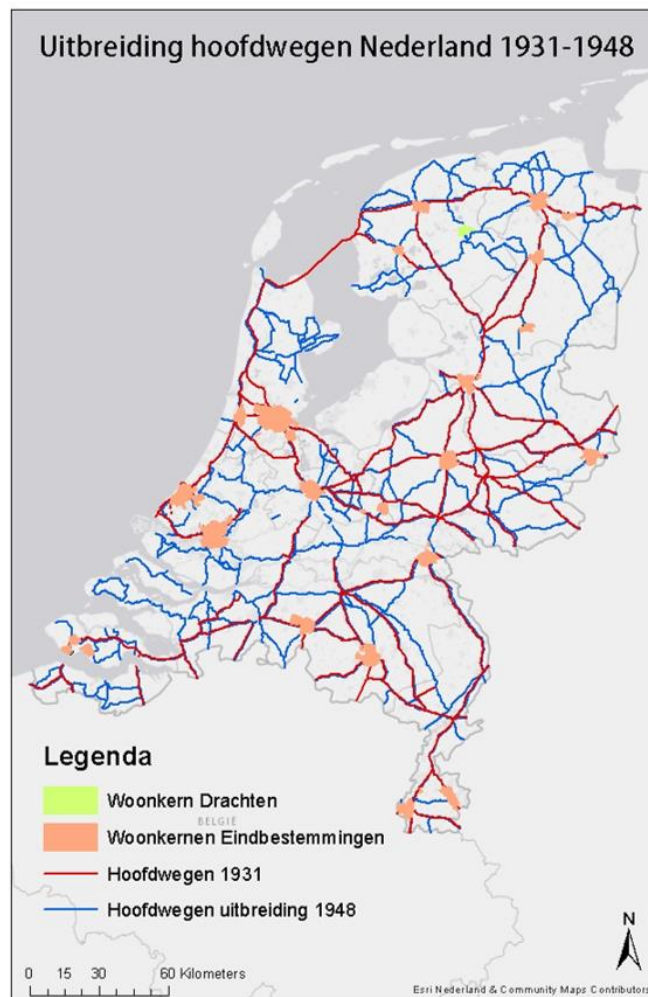 Uitbreiding hoofdwegen Nederland 1931-1948
Legenda
Woonkern Drachten
BELGIË
Woonkernen Eindbestemmingen
Hoofdwegen 1931
Hoofdwegen uitbreiding 1948
N
0 15 30 60 Kilometers
Esri Nederland & Community Maps Contributors